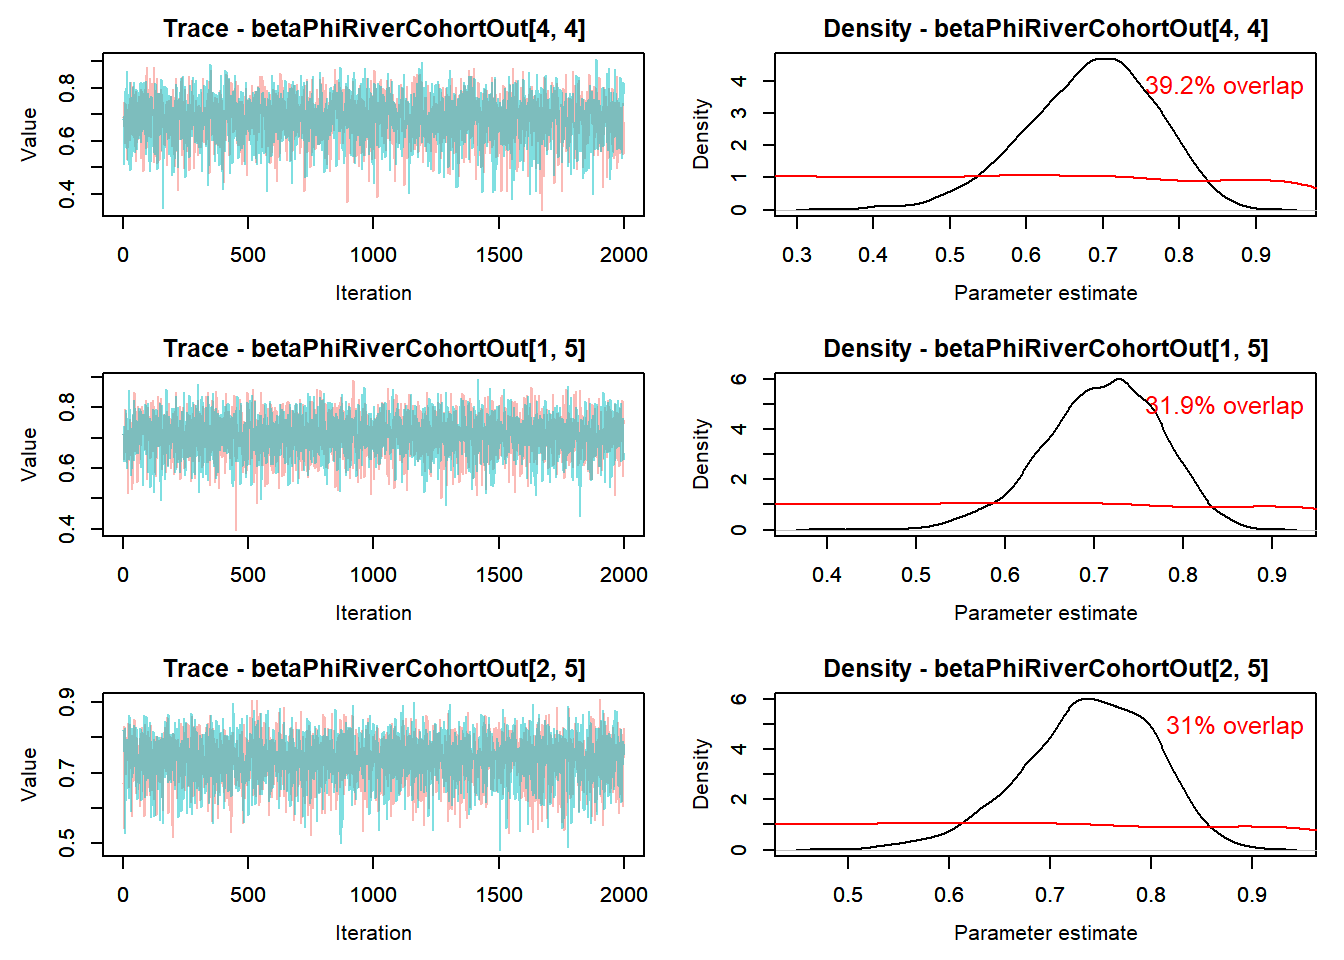 Trace - betaPhiRiverCohortOut[4, 4]
Value
0.4 0.6 0.8
0 500 1000 1500 2000
Iteration
Density - betaPhiRiverCohortOut[4, 4]
39.2% overlap
Density
0 1 2 3 4
0.3 0.4 0.5 0.6 0.7 0.8 0.9
Parameter estimate
Trace - betaPhiRiverCohortOut[1, 5]
Value
0.4 0.6 0.8
0 500 1000 1500 2000
Iteration
Density - betaPhiRiverCohortOut[1, 5]
31.9% overlap
Density
0 2 4 6
0.4 0.5 0.6 0.7 0.8 0.9
Parameter estimate
Trace - betaPhiRiverCohortOut[2, 5]
Value
0.5 0.7 0.9
0 500 1000 1500 2000
Iteration
Density - betaPhiRiverCohortOut[2, 5]
31% overlap
Density
0 2 4 6
0.5 0.6 0.7 0.8 0.9
Parameter estimate